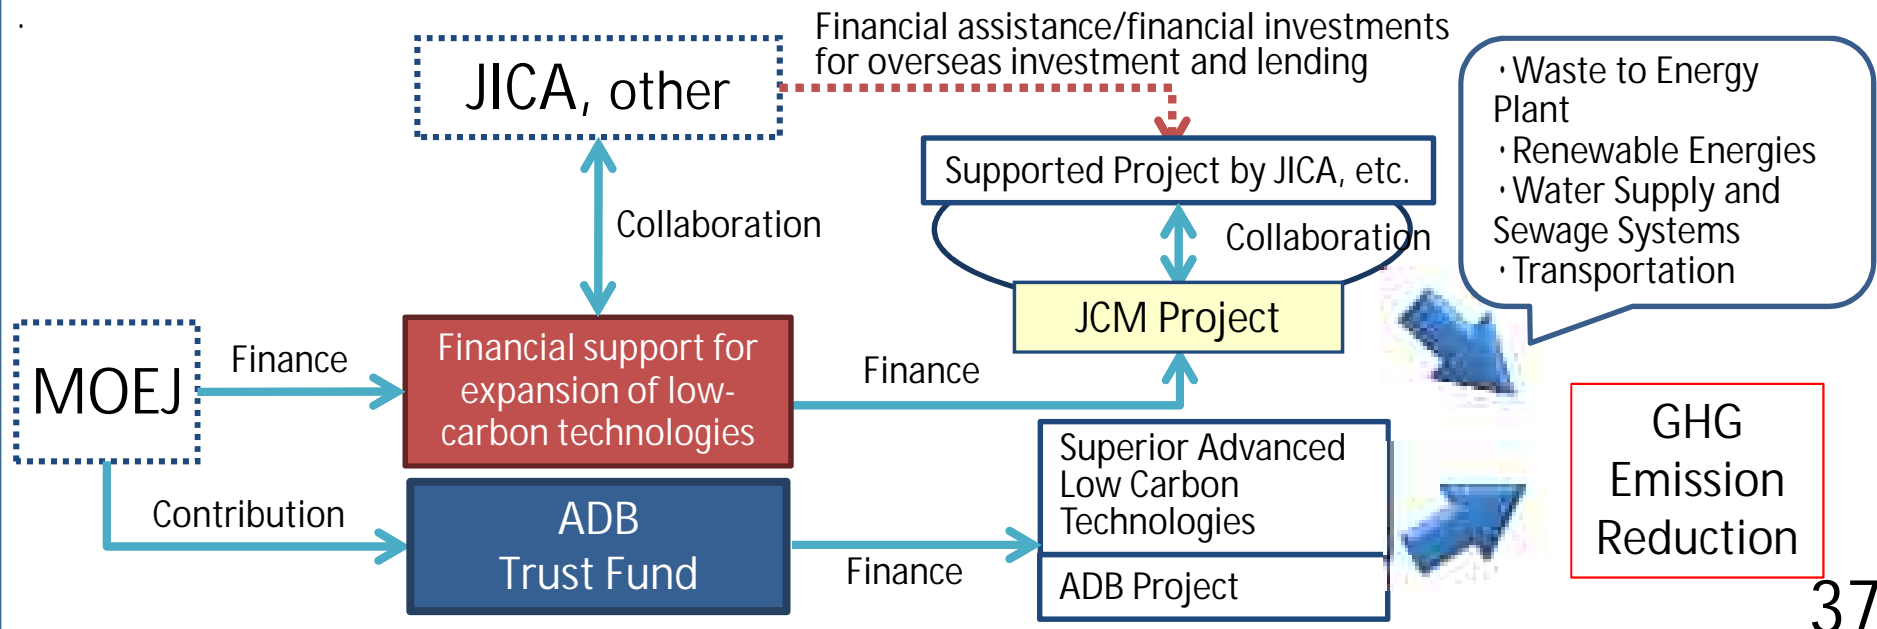 .
Financial assistance/financial investments
for overseas investment and lending
JICA, other
・Waste to Energy
Plant
・Renewable Energies
・Water Supply and
Sewage Systems
・Transportation
Supported Project by JICA, etc.
Collaboration
Collaboration
JCM Project
MOEJ
Finance
Financial support for
expansion of low-
carbon technologies
Finance
GHG
Emission
Reduction
Superior Advanced
Low Carbon
Technologies
Contribution
ADB
Trust Fund
Finance
ADB Project
37